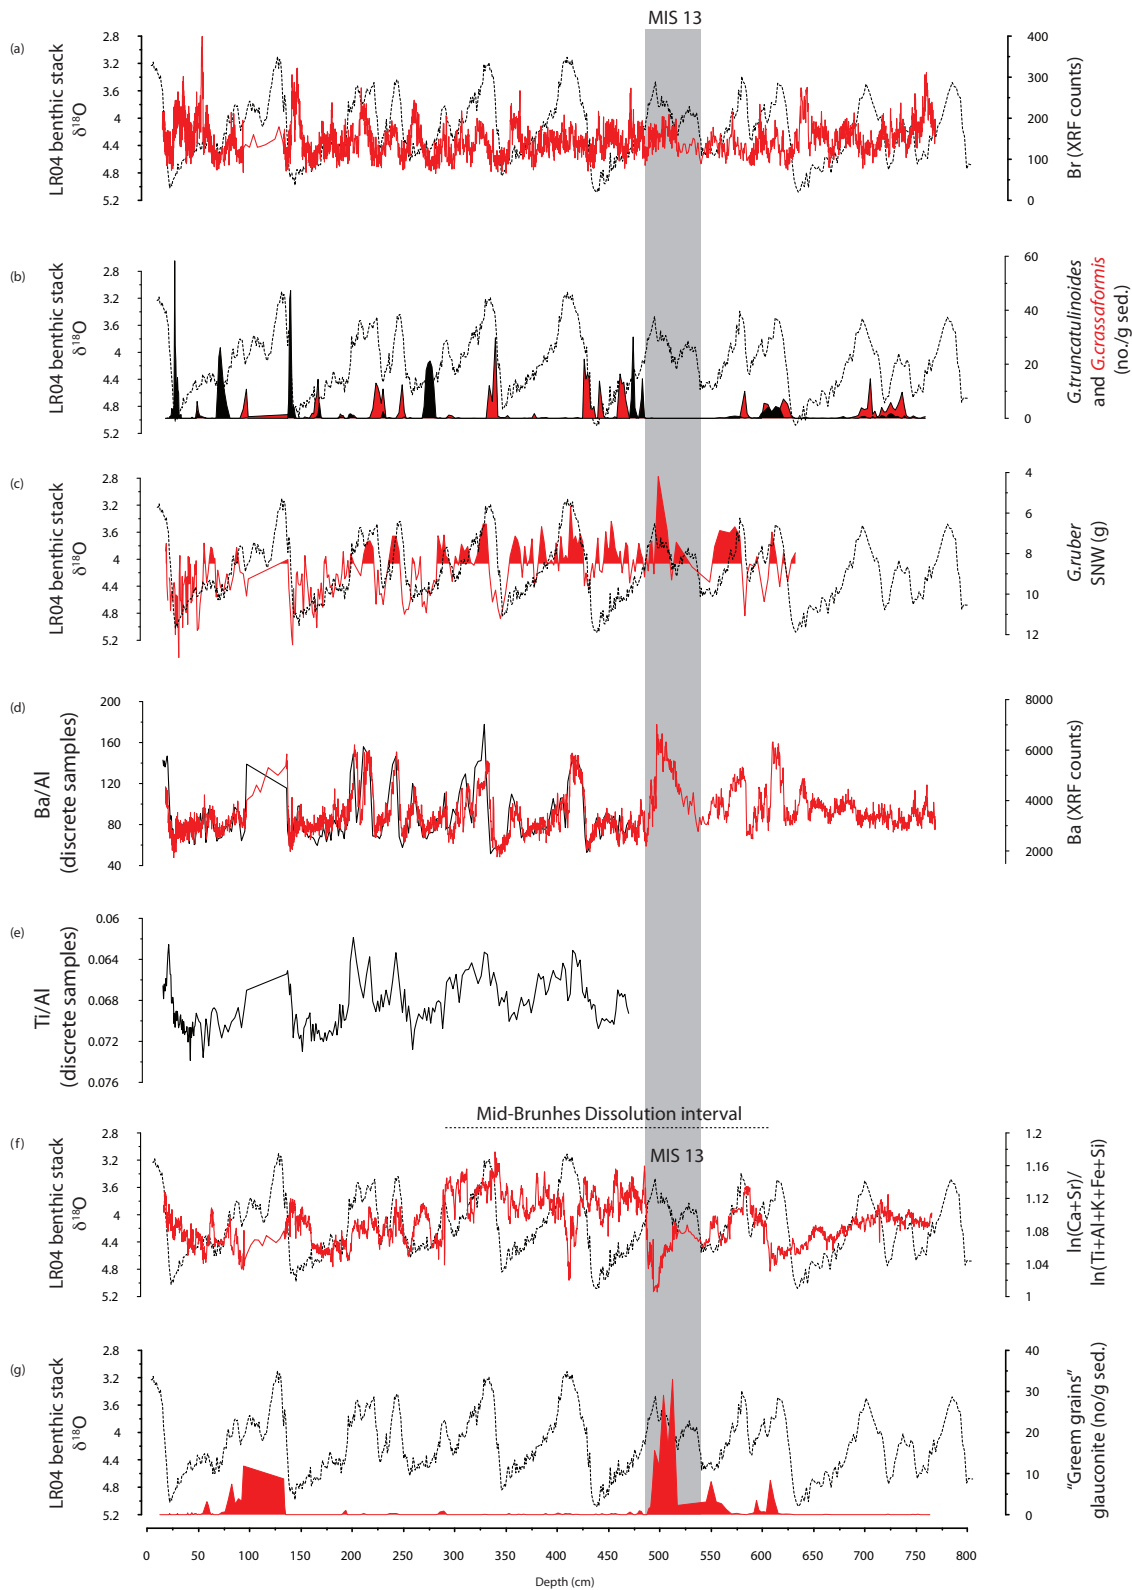 MIS 13
(a)
LR04 benthic stack
δ18O
2.8
3.2
3.6
4
4.4
4.8
5.2
400
300
200
100
0
Br (XRF counts)
(b)
LR04 benthic stack
δ18O
2.8
3.2
3.6
4
4.4
4.8
5.2
60
40
20
0
G.truncatulinoides
and G.crassaformis
(no./g sed.)
(c)
LR04 benthic stack
δ18O
2.8
3.2
3.6
4
4.4
4.8
5.2
4
6
8
10
12
G.ruber
SNW (g)
(d)
Ba/Al
(discrete samples)
200
160
120
80
40
8000
6000
4000
2000
Ba (XRF counts)
(e)
Ti/Al
(discrete samples)
0.06
0.064
0.068
0.072
0.076
Mid-Brunhes Dissolution interval
(f)
LR04 benthic stack
δ18O
2.8
3.2
3.6
4
4.4
4.8
5.2
MIS 13
1.2
1.16
1.12
1.08
1.04
1
ln(Ca+Sr)/
ln(Ti+Al+K+Fe+Si)
(g)
LR04 benthic stack
δ18O
2.8
3.2
3.6
4
4.4
4.8
5.2
40
30
20
10
0
"Greem grains"
glauconite (no/g sed.)
0 50 100 150 200 250 300 350 400 450 500 550 600 650 700 750 800
Depth (cm)